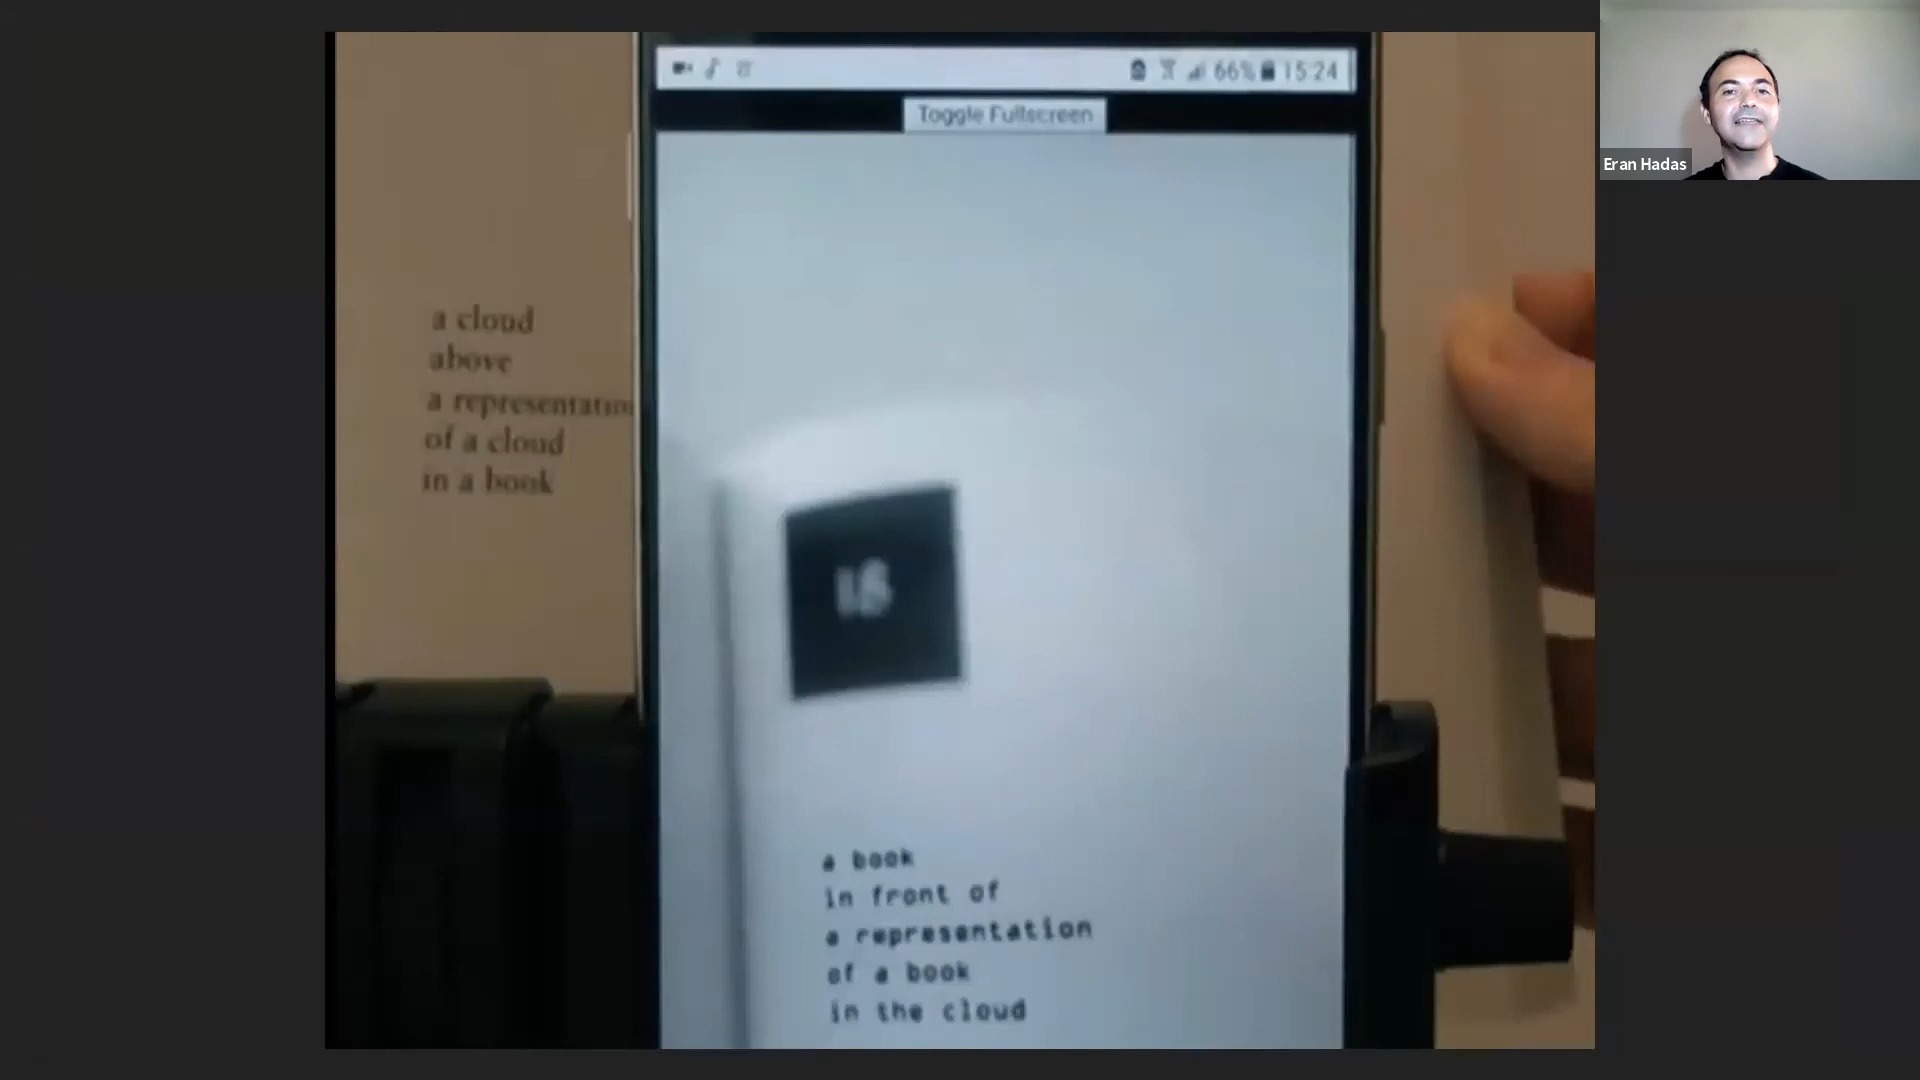 66% 15:24
Toggle Fullscreen
Eran Hadas
a cloud
above
a representation
of a cloud
in a book
a book
in front of
a representation
of a book
in the cloud